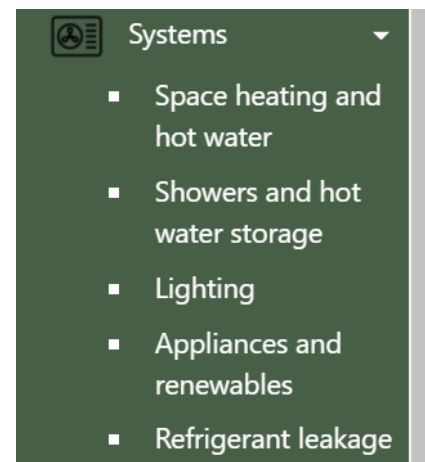 Systems
Space heating and
hot water
Showers and hot
water storage
Lighting
Appliances and
renewables
Refrigerant leakage